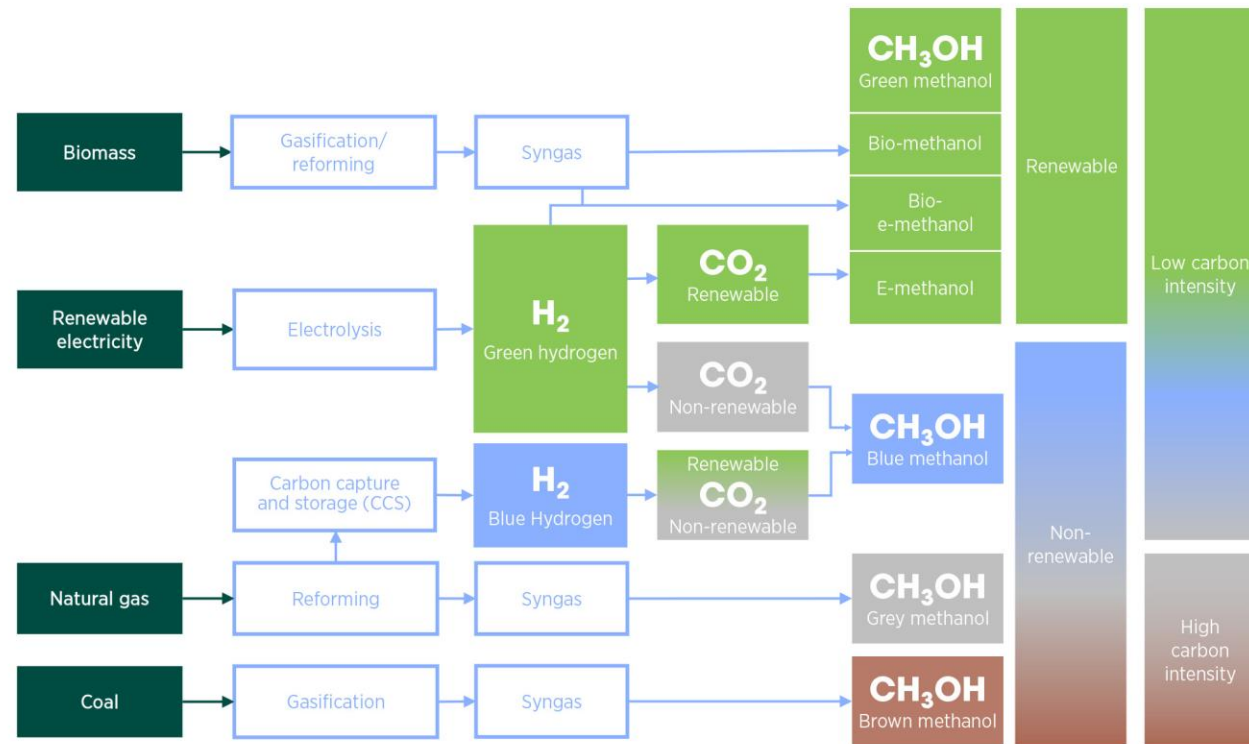 CH₃OH
Green methanol
Biomass
Gasification/
reforming
Syngas
Bio-methanol
Renewable
Bio-
e-methanol
Renewable
electricity
Electrolysis
H₂
Green hydrogen
CO₂
Renewable
E-methanol
Low carbon
intensity
CO₂
Non-renewable
CH₃OH
Blue methanol
Carbon capture
and storage (CCS)
H₂
Blue Hydrogen
Renewable
CO₂
Non-renewable
Non-
renewable
Natural gas
Reforming
Syngas
CH₃OH
Grey methanol
High
carbon
intensity
Coal
Gasification
Syngas
CH₃OH
Brown methanol